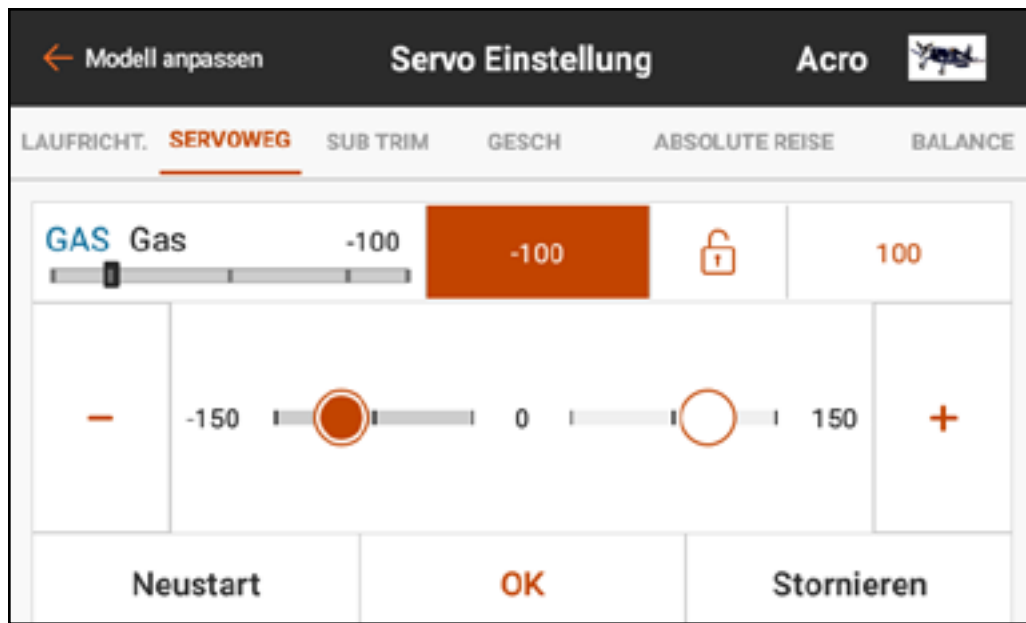 Modell anpassen Servo Einstellung Acro
LAUFRICHT. SERVOWEG SUB TRIM GESCH ABSOLUTE REISE BALANCE
GAS Gas -100 -100 100
- -150 0 150 +
Neustart OK Stornieren